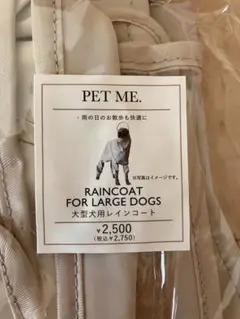 PET ME.
・雨の日のお散歩も快適に
※写真はイメージです。
RAINCOAT
FOR LARGE DOGS
大型犬用レインコート
¥2,500
(税込¥2,750)